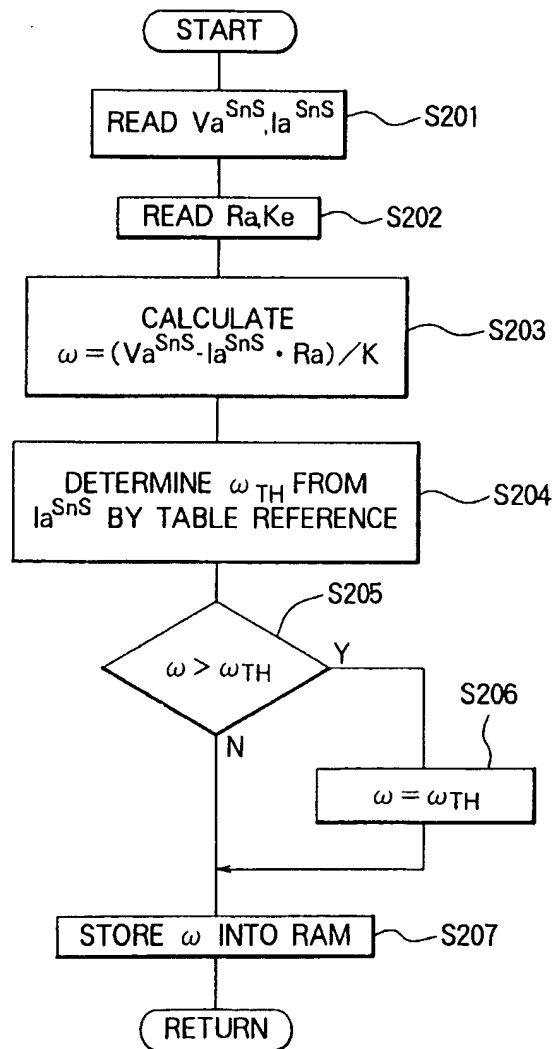 START
READ Va^SnS,Ia^SnS
S201
READ Ra,Ke
S202
CALCULATE
ω=(Va^SnS-Ia^SnS・Ra)/K
S203
DETERMINE ω_TH FROM
Ia^SnS BY TABLE REFERENCE
S204
S205
ω > ω_TH
Y
N
S206
ω = ω_TH
STORE ω INTO RAM
S207
RETURN